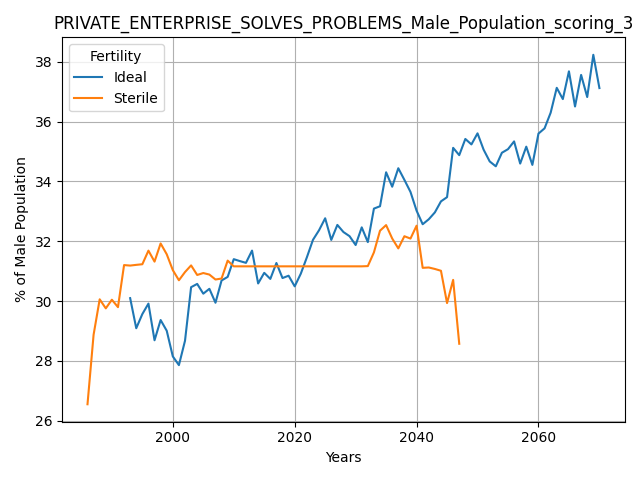 PRIVATE_ENTERPRISE_SOLVES_PROBLEMS_Male_Population_scoring_3
Fertility
Ideal
Sterile
% of Male Population
38
36
34
32
30
28
26
2000
2020
2040
2060
Years